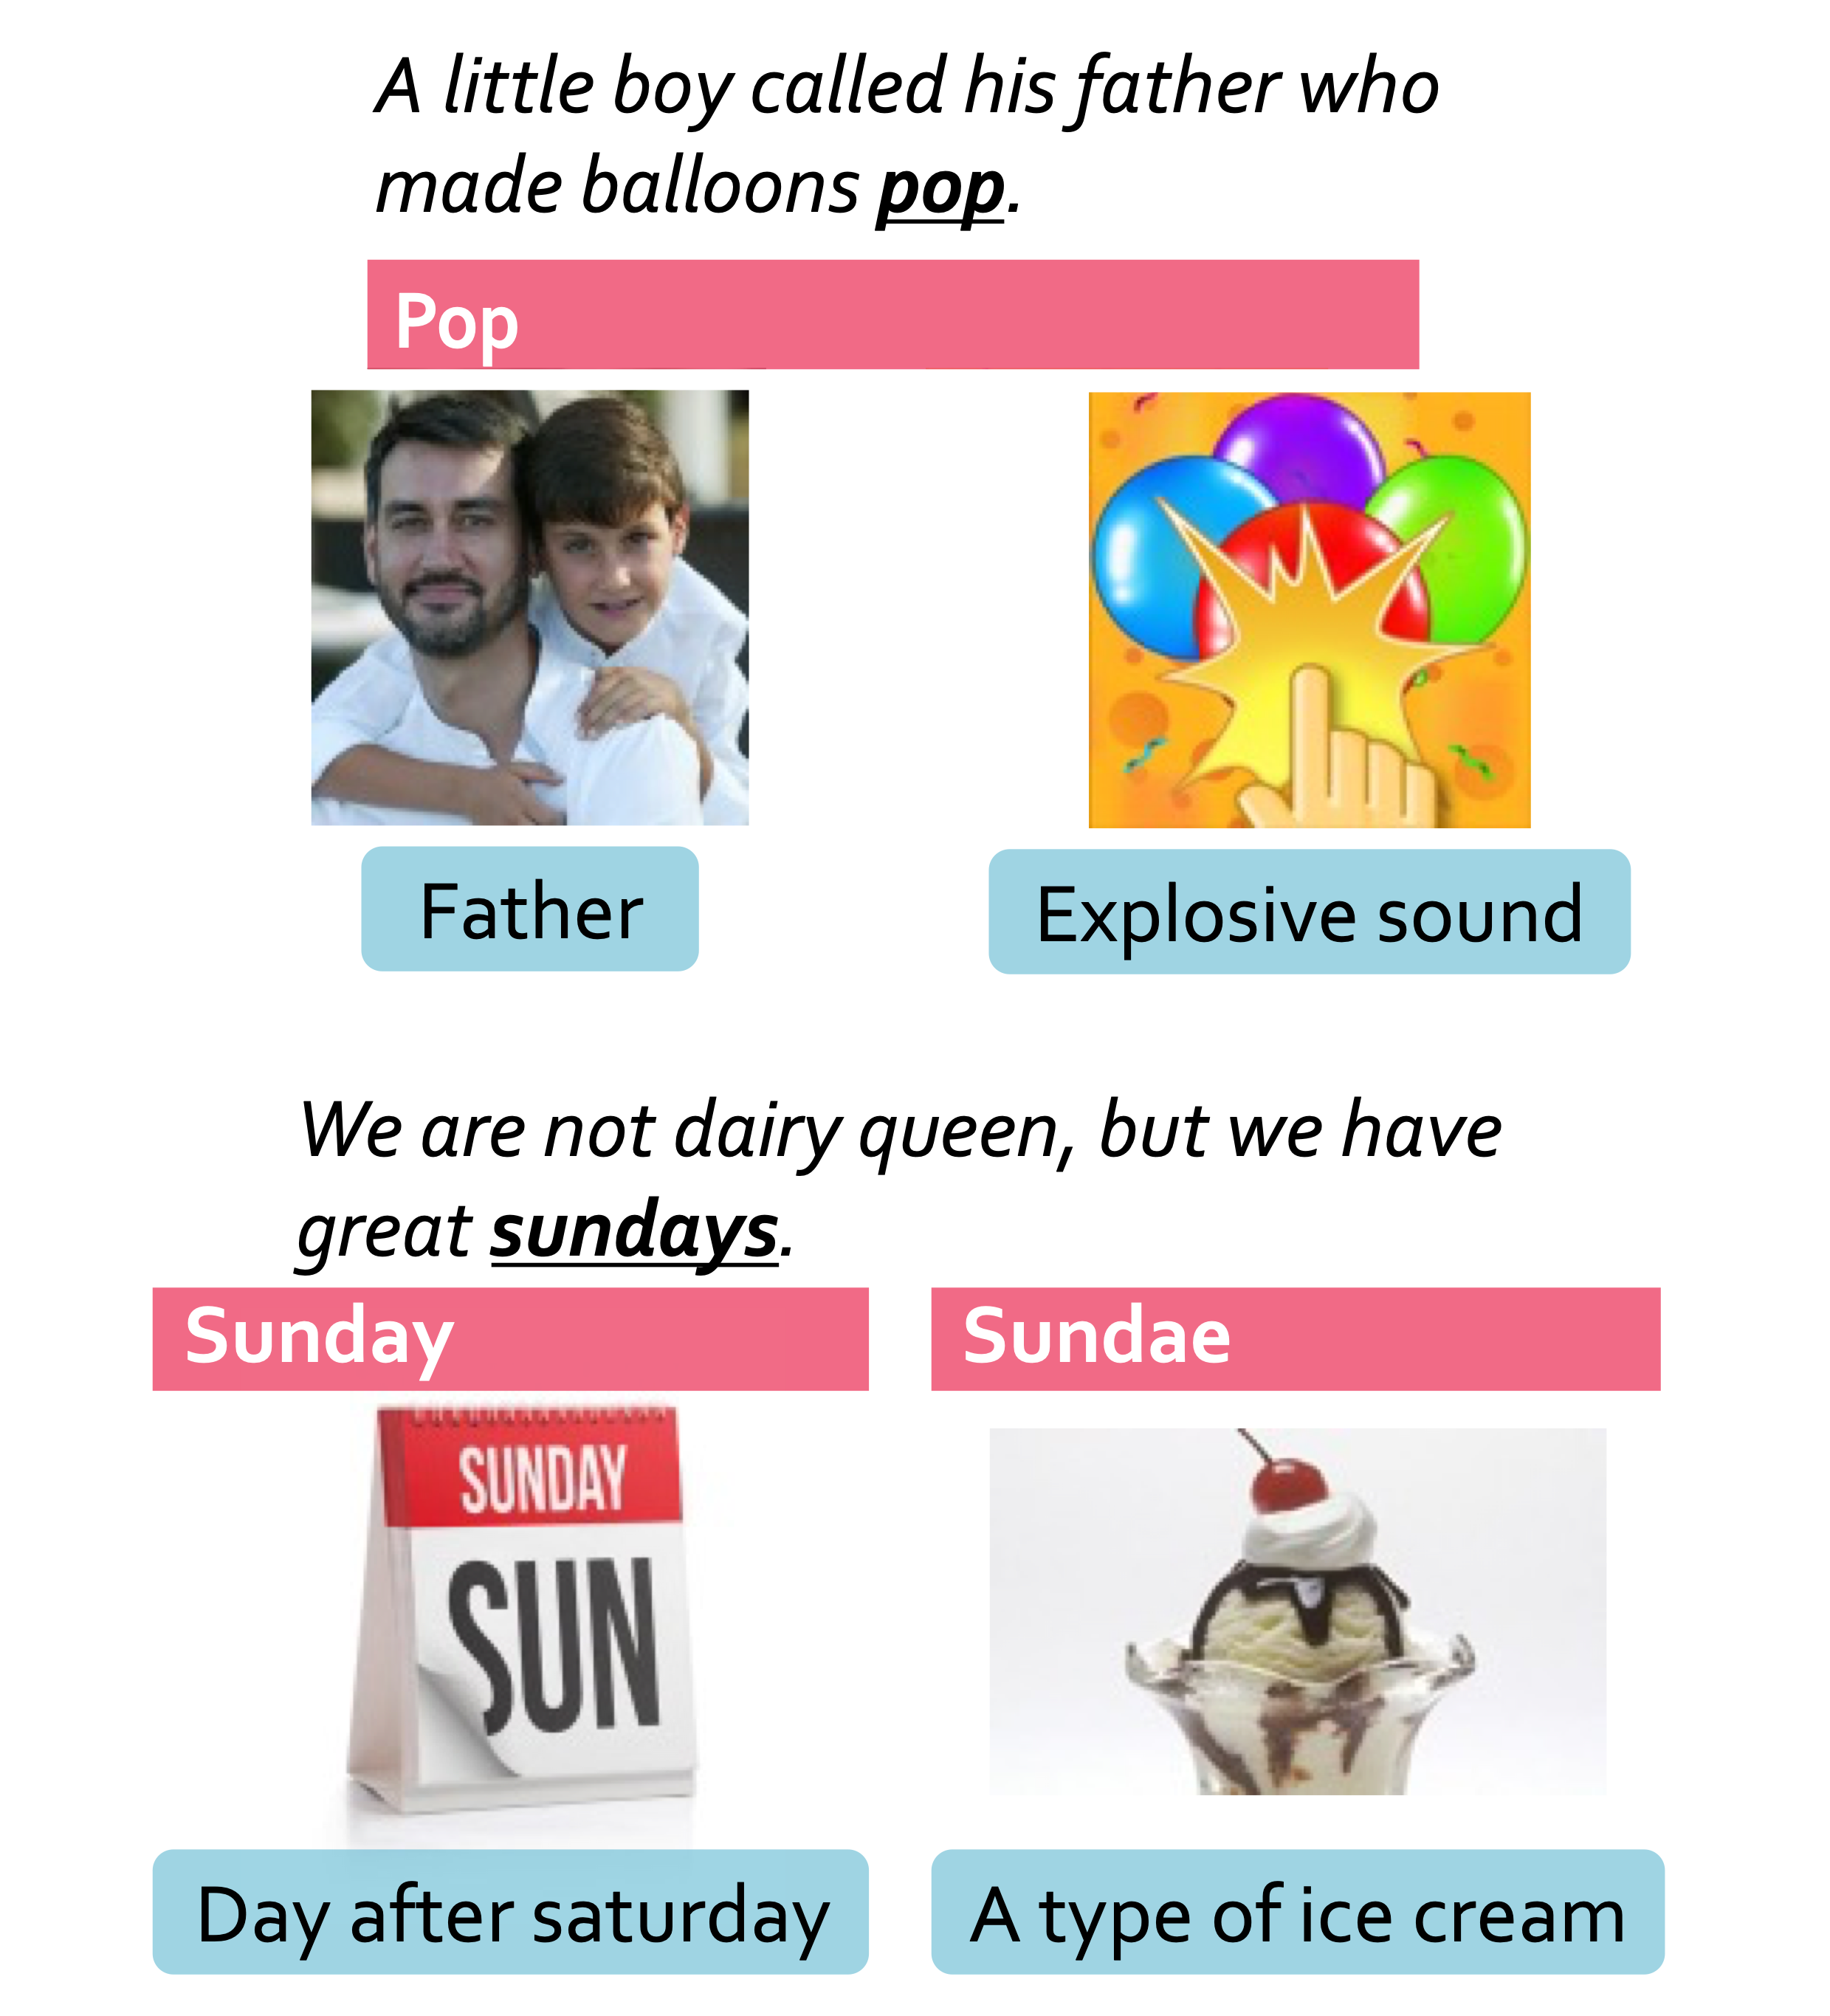 A little boy called his father who
made balloons pop.
Pop
Father
Explosive sound
We are not dairy queen, but we have
great sundays.
Sunday
Sundae
SUNDAY
SUN
Day after saturday
A type of ice cream